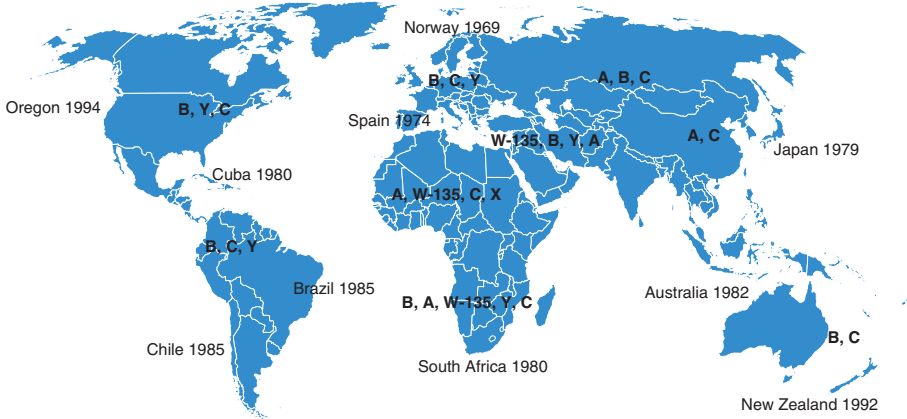 Norway 1969
B, C, Y
A, B, C
Oregon 1994
B, Y, C
Spain 1974
W-135, B, Y, A
A, C
Japan 1979
Cuba 1980
A, W-135, C, X
B, C, Y
Brazil 1985
B, A, W-135, Y, C
Australia 1982
Chile 1985
B, C
South Africa 1980
New Zealand 1992